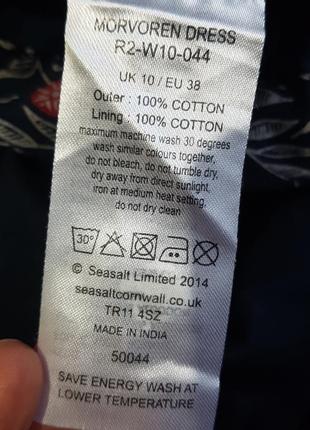 MORVOREN DRESS
R2-W10-044
UK 10 / EU 38
Outer : 100% COTTON
Lining : 100% COTTON
maximum machine wash 30 degrees
wash similar colours together,
do not bleach, do not tumble dry,
dry away from direct sunlight,
iron at medium heat setting,
do not dry clean
30°
© Seasalt Limited 2014
seasaltcornwall.co.uk
TR11 4SZ
MADE IN INDIA
50044
SAVE ENERGY WASH AT
LOWER TEMPERATURE